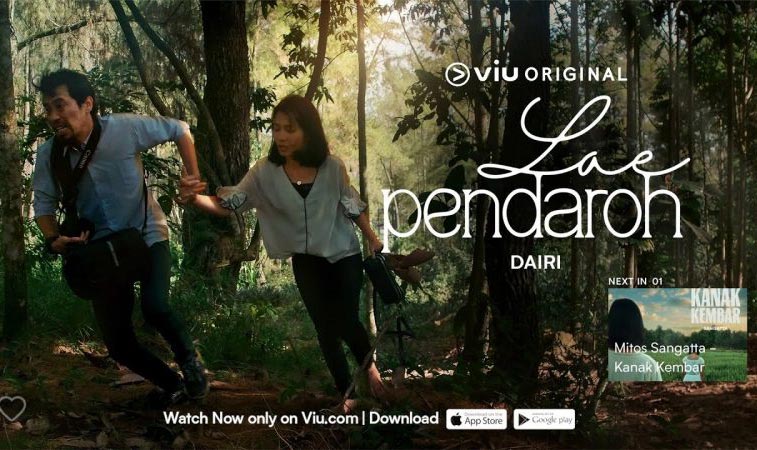 viu ORIGINAL
Lae
pendaroh
DAIRI
NEXT IN 01
KANAK
KEMBAR
Mitos Sangatta –
Kanak Kembar
Watch Now only on Viu.com | Download
App Store
Google play